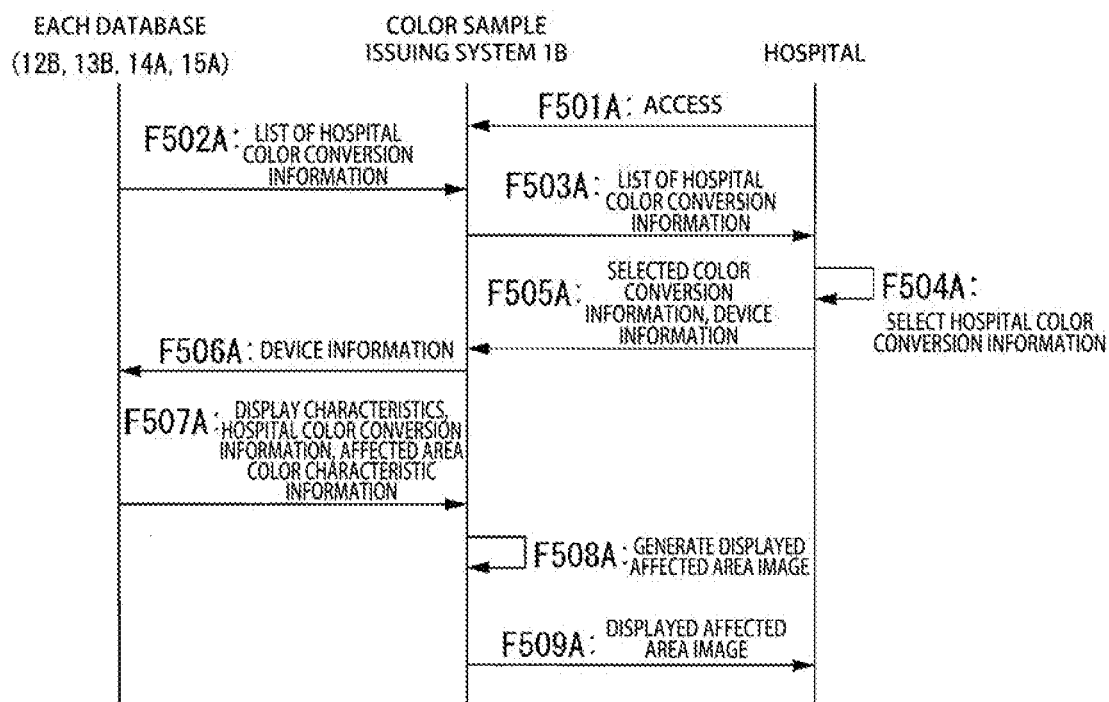 EACH DATABASE
(12B, 13B, 14A, 15A)
COLOR SAMPLE
ISSUING SYSTEM 1B
HOSPITAL
F501A: ACCESS
F502A: LIST OF HOSPITAL
COLOR CONVERSION
INFORMATION
F503A: LIST OF HOSPITAL
COLOR CONVERSION
INFORMATION
F504A:
SELECT HOSPITAL COLOR
CONVERSION INFORMATION
F505A: SELECTED COLOR
CONVERSION
INFORMATION, DEVICE
INFORMATION
F506A: DEVICE INFORMATION
F507A: DISPLAY CHARACTERISTICS,
HOSPITAL COLOR CONVERSION
INFORMATION, AFFECTED AREA
COLOR CHARACTERISTIC
INFORMATION
F508A: GENERATE DISPLAYED
AFFECTED AREA IMAGE
F509A: DISPLAYED AFFECTED
AREA IMAGE